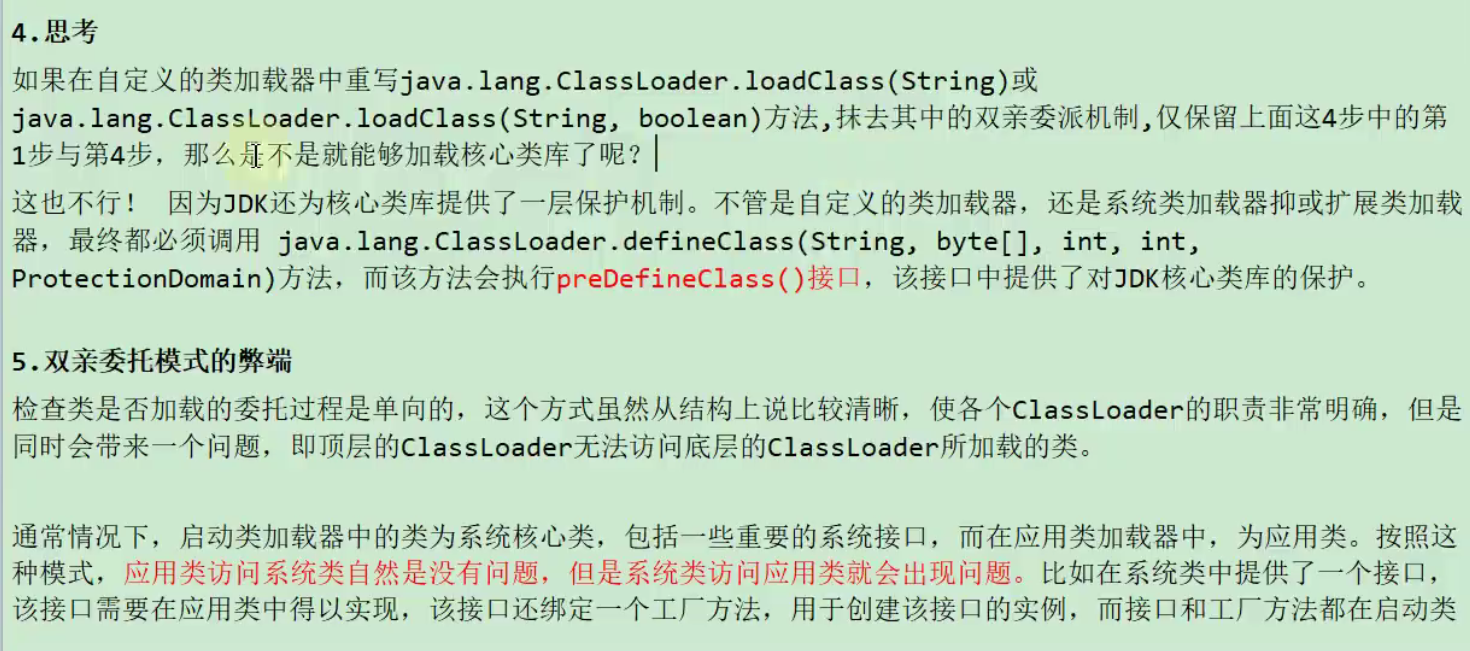 4.思考
如果在自定义的类加载器中重写java.lang.ClassLoader.loadClass(String)或
java.lang.ClassLoader.loadClass(String, boolean)方法,抹去其中的双亲委派机制,仅保留上面这4步中的第
1步与第4步，那么是不是就能够加载核心类库了呢？
这也不行！ 因为JDK还为核心类库提供了一层保护机制。不管是自定义的类加载器，还是系统类加载器抑或扩展类加载
器，最终都必须调用 java.lang.ClassLoader.defineClass(String, byte[], int, int,
ProtectionDomain)方法，而该方法会执行preDefineClass()接口，该接口中提供了对JDK核心类库的保护。
5.双亲委托模式的弊端
检查类是否加载的委托过程是单向的，这个方式虽然从结构上说比较清晰，使各个ClassLoader的职责非常明确，但是
同时会带来一个问题，即顶层的ClassLoader无法访问底层的ClassLoader所加载的类。
通常情况下，启动类加载器中的类为系统核心类，包括一些重要的系统接口，而在应用类加载器中，为应用类。按照这
种模式，应用类访问系统类自然是没有问题，但是系统类访问应用类就会出现问题。比如在系统类中提供了一个接口，
该接口需要在应用类中得以实现，该接口还绑定一个工厂方法，用于创建该接口的实例，而接口和工厂方法都在启动类